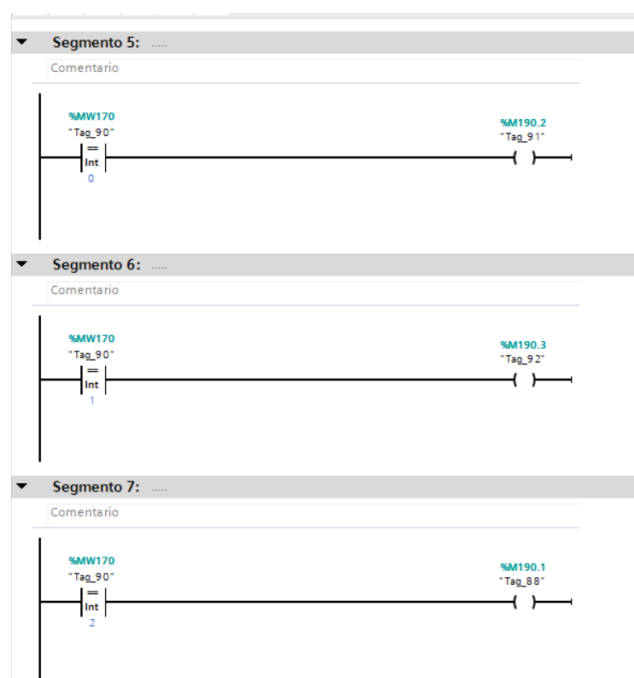 Segmento 5: .....
Comentario
%MW170
"Tag_90"
==
Int
0
%M190.2
"Tag_91"
Segmento 6: .....
Comentario
%MW170
"Tag_90"
==
Int
1
%M190.3
"Tag_92"
Segmento 7: .....
Comentario
%MW170
"Tag_90"
==
Int
2
%M190.1
"Tag_88"